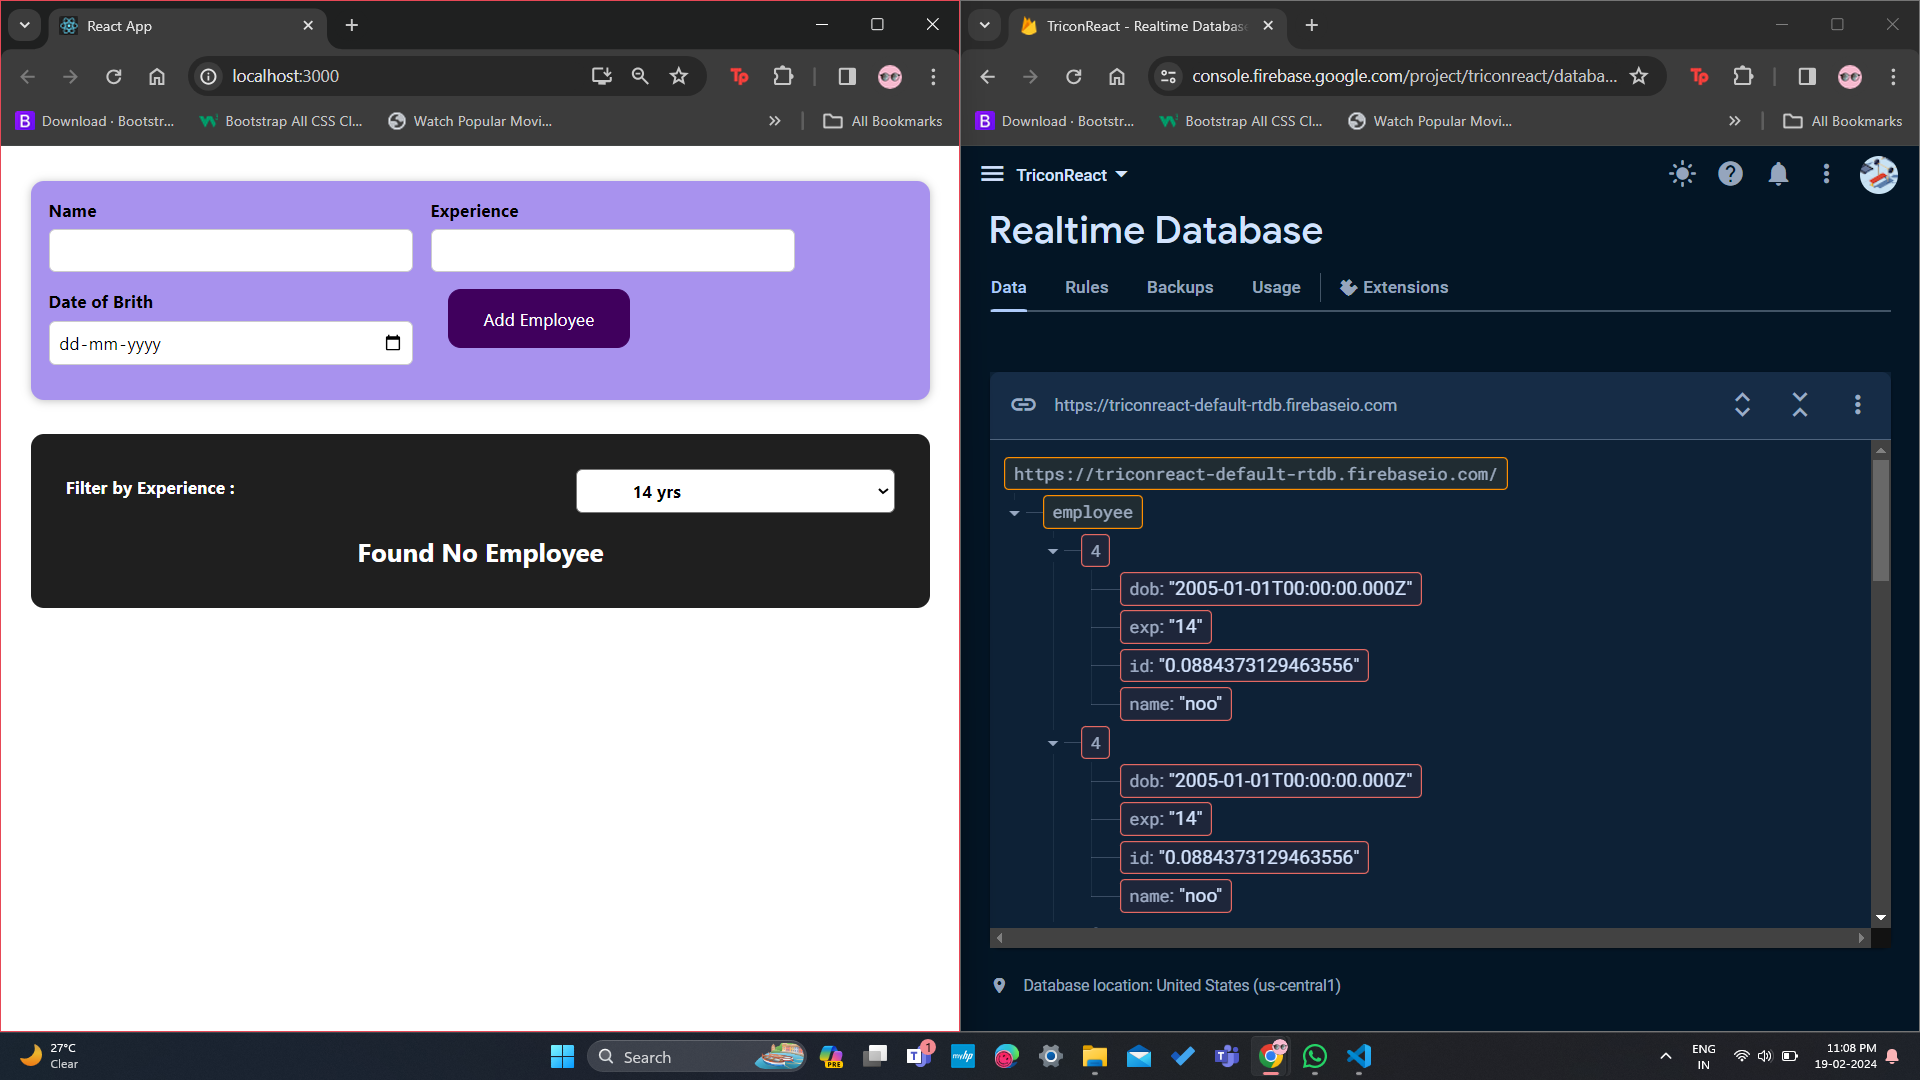 React App
localhost:3000
Tp
B Download · Bootstr...
Bootstrap All CSS Cl...
Watch Popular Movi...
»
All Bookmarks
Name
Experience
Date of Brith
dd-mm-yyyy
Add Employee
Filter by Experience :
14 yrs
Found No Employee
TriconReact - Realtime Databas
console.firebase.google.com/project/triconreact/databa...
Tp
B Download · Bootstr...
Bootstrap All CSS Cl...
Watch Popular Movi...
»
All Bookmarks
TriconReact
Realtime Database
Data
Rules
Backups
Usage
Extensions
https://triconreact-default-rtdb.firebaseio.com
https://triconreact-default-rtdb.firebaseio.com/
employee
4
dob: "2005-01-01T00:00:00.000Z"
exp: "14"
id: "0.0884373129463556"
name: "noo"
4
dob: "2005-01-01T00:00:00.000Z"
exp: "14"
id: "0.0884373129463556"
name: "noo"
Database location: United States (us-central1)
27°C
Clear
Search
PRE
T
1
myhp
ENG
IN
11:08 PM
19-02-2024